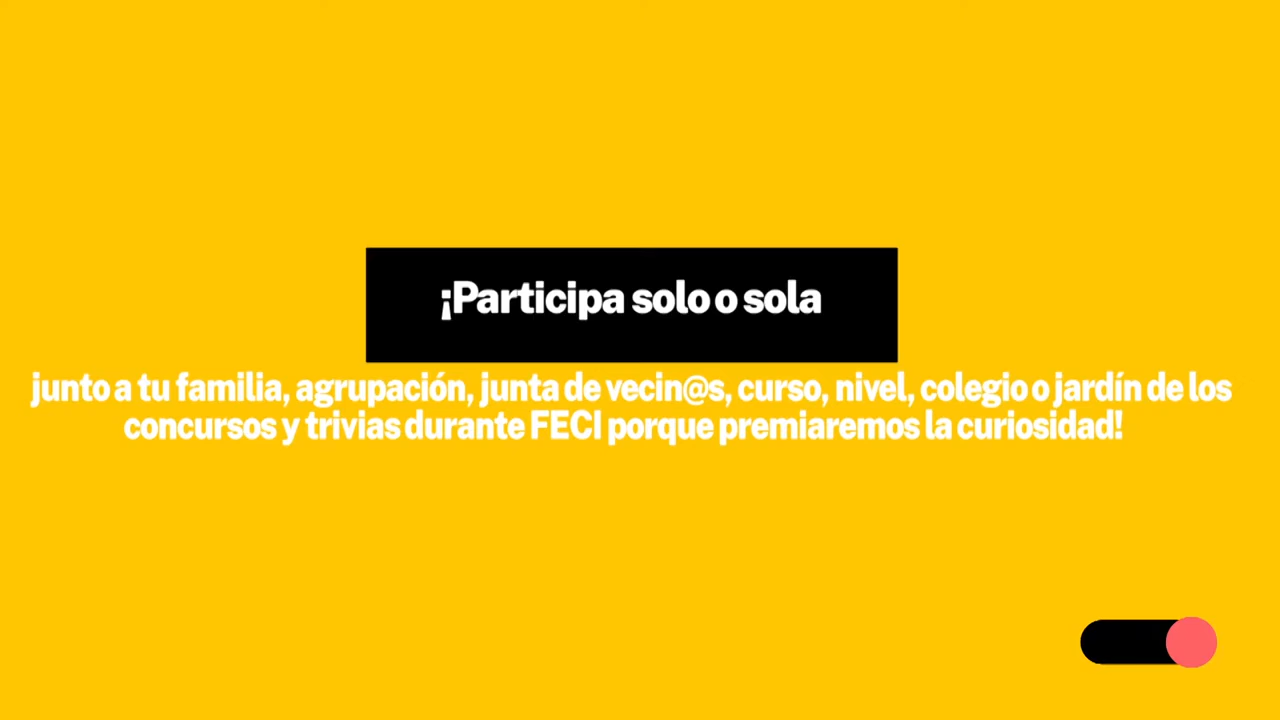 ¡Participa solo o sola
junto a tu familia, agrupación, junta de vecin@s, curso, nivel, colegio o jardín de los
concursos y trivias durante FECI porque premiaremos la curiosidad!